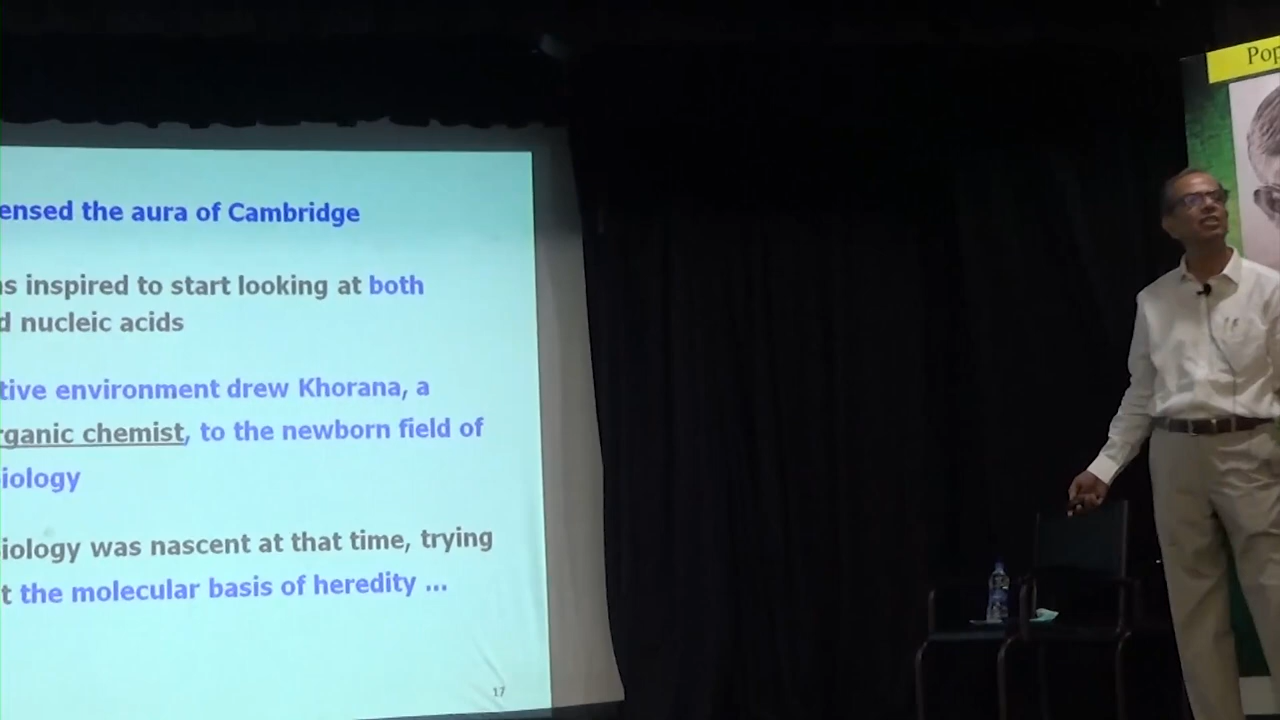 ensed the aura of Cambridge
s inspired to start looking at both
d nucleic acids
tive environment drew Khorana, a
rganic chemist, to the newborn field of
iology
iology was nascent at that time, trying
t the molecular basis of heredity ...
17
Pop